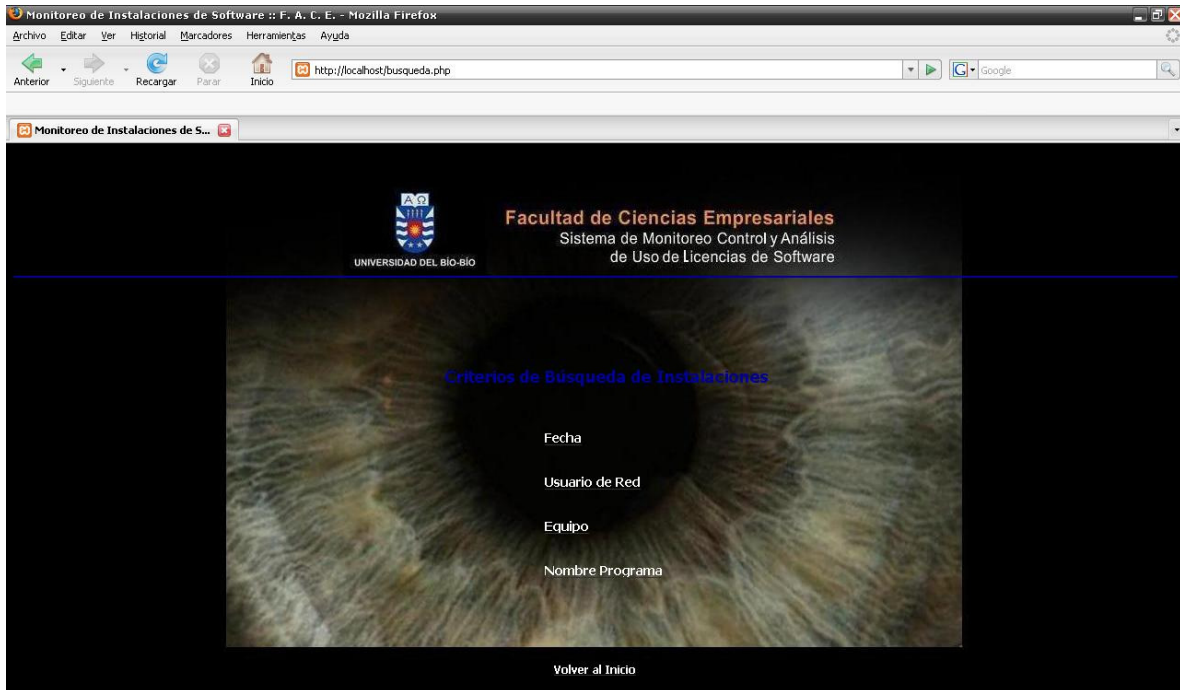 Monitoreo de Instalaciones de Software :: F. A. C. E. - Mozilla Firefox
Archivo Editar Ver Historial Marcadores Herramientas Ayuda
Anterior Siguiente Recargar Parar Inicio http://localhost/busqueda.php Google
Monitoreo de Instalaciones de S...
ΑΩ
UNIVERSIDAD DEL BÍO-BÍO
Facultad de Ciencias Empresariales
Sistema de Monitoreo Control y Análisis
de Uso de Licencias de Software
Criterios de Búsqueda de Instalaciones
Fecha
Usuario de Red
Equipo
Nombre Programa
Volver al Inicio